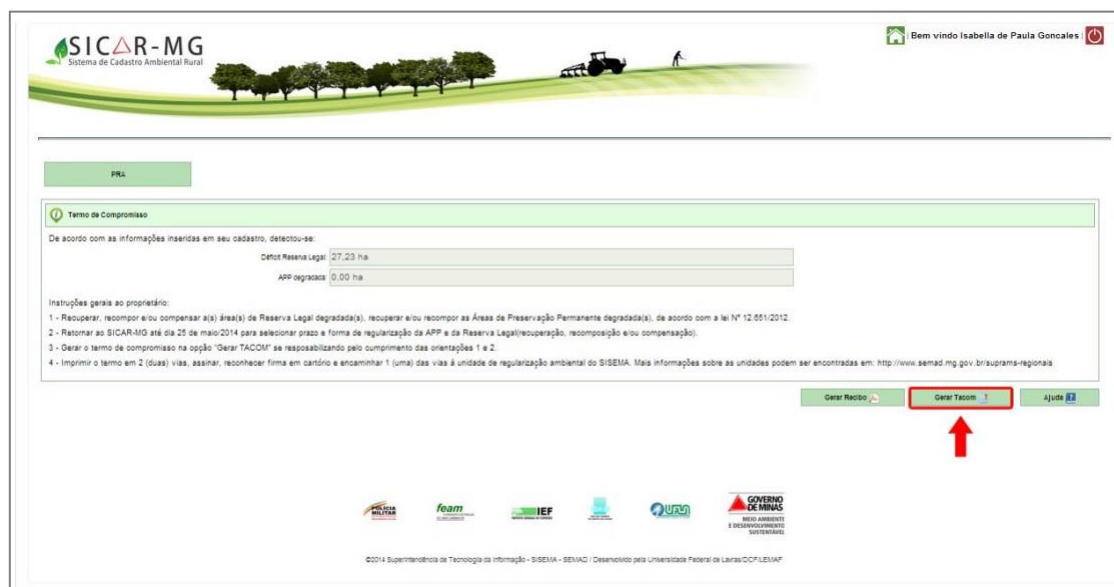 SICAR-MG
Sistema de Cadastro Ambiental Rural
Bem vindo Isabella de Paula Goncales
PRA
Termo de Compromisso
De acordo com as informações inseridas em seu cadastro, detectou-se:
Déficit Reserva Legal: 27,23 ha
APP degradada: 0,00 ha
Instruções gerais ao proprietário:
1 - Recuperar, recompor e/ou compensar a(s) área(s) de Reserva Legal degradada(s), recuperar e/ou recompor as Áreas de Preservação Permanente degradada(s), de acordo com a lei Nº 12.651/2012.
2 - Retornar ao SICAR-MG até dia 25 de maio/2014 para selecionar prazo e forma de regularização da APP e da Reserva Legal(recuperação, recomposição e/ou compensação).
3 - Gerar o termo de compromisso na opção "Gerar TACOM" se resposabilizando pelo cumprimento das orientações 1 e 2.
4 - Imprimir o termo em 2 (duas) vias, assinar, reconhecer firma em cartório e encaminhar 1 (uma) das vias á unidade de regularização ambiental do SISEMA. Mais informações sobre as unidades podem ser encontradas em: http://www.semad.mg.gov.br/suprams-regionais
Gerar Recibo
Gerar Tacom
Ajuda
POLÍCIA MILITAR
feam
IEF
UFLA
GOVERNO DE MINAS
MEIO AMBIENTE
E DESENVOLVIMENTO
SUSTENTÁVEL
©2014 Superintendência de Tecnologia da Informação - SISEMA - SEMAD / Desenvolvido pela Universidade Federal de Lavras/DCF/LEMAF